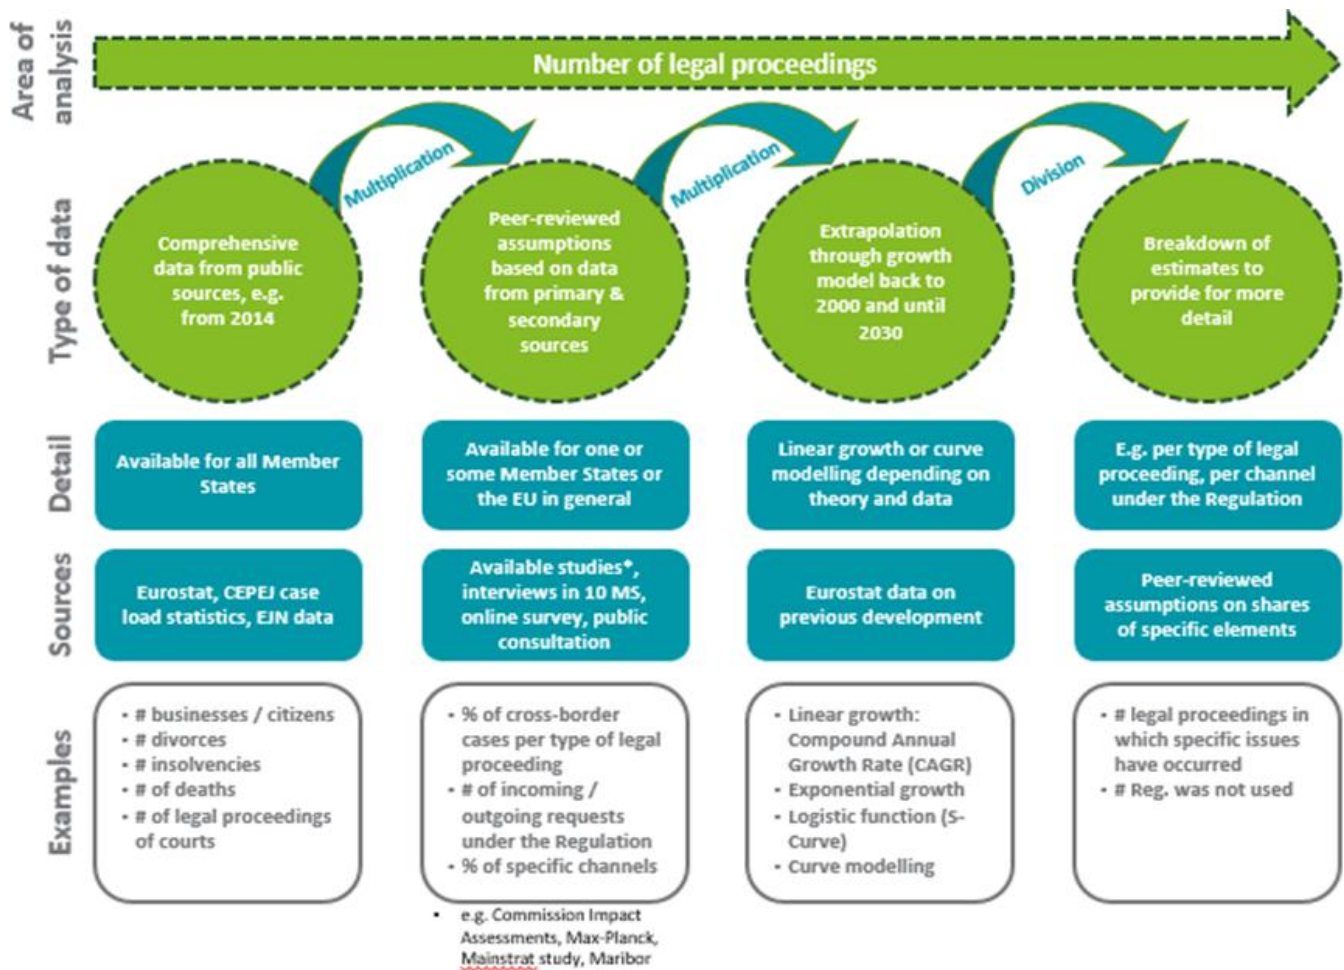 Area of
analysis
Number of legal proceedings
Multiplication
Multiplication
Division
Type of data
Comprehensive
data from public
sources, e.g.
from 2014
Peer-reviewed
assumptions
based on data
from primary &
secondary
sources
Extrapolation
through growth
model back to
2000 and until
2030
Breakdown of
estimates to
provide for more
detail
Detail
Available for all Member
States
Available for one or
some Member States or
the EU in general
Linear growth or curve
modelling depending on
theory and data
E.g. per type of legal
proceeding, per channel
under the Regulation
Sources
Eurostat, CEPEJ case
load statistics, EJN data
Available studies*,
interviews in 10 MS,
online survey, public
consultation
Eurostat data on
previous development
Peer-reviewed
assumptions on shares
of specific elements
Examples
• # businesses / citizens
• # divorces
• # insolvencies
• # of deaths
• # of legal proceedings
of courts
• % of cross-border
cases per type of legal
proceeding
• # of incoming /
outgoing requests
under the Regulation
• % of specific channels
• Linear growth:
Compound Annual
Growth Rate (CAGR)
• Exponential growth
• Logistic function (S-
Curve)
• Curve modelling
• # legal proceedings in
which specific issues
have occurred
• # Reg. was not used
• e.g. Commission Impact
Assessments, Max-Planck,
Mainstrat study, Maribor